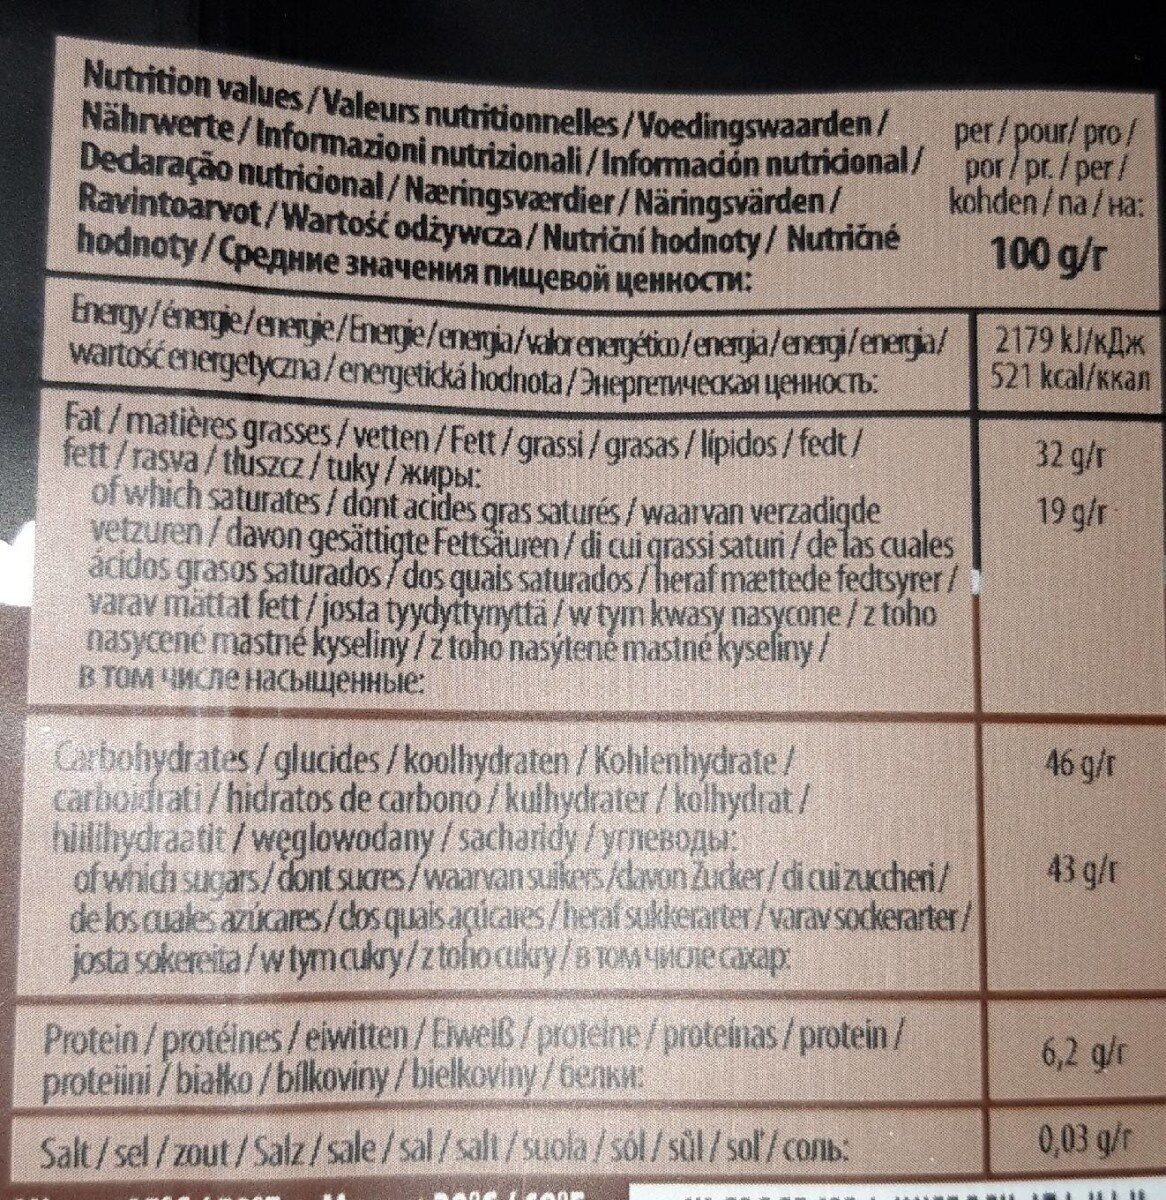 Nutrition values / Valeurs nutritionnelles / Voedingswaarden /
Nährwerte / Informazioni nutrizionali / Información nutricional /
Declaração nutricional / Næringsværdier / Näringsvärden /
Ravintoarvot / Wartość odżywcza / Nutriční hodnoty / Nutričné
hodnoty / Средние значения пищевой ценности:
per / pour / pro /
por / pr. / per /
kohden / na / на:
100 g/г
Energy / énergie / energie / Energie / energia / valor energético / energia / energi / energia /
wartość energetyczna / energetická hodnota / Энергетическая ценность:
2179 kJ/кДж
521 kcal/ккал
Fat / matières grasses / vetten / Fett / grassi / grasas / lípidos / fedt /
fett / rasva / tłuszcz / tuky / жиры:
32 g/г
of which saturates / dont acides gras saturés / waarvan verzadigde
vetzuren / davon gesättigte Fettsäuren / di cui grassi saturi / de las cuales
ácidos grasos saturados / dos quais saturados / heraf mættede fedtsyrer /
varav mättat fett / josta tyydyttynyttä / w tym kwasy nasycone / z toho
nasycené mastné kyseliny / z toho nasýtené mastné kyseliny /
в том числе насыщенные:
19 g/г
Carbohydrates / glucides / koolhydraten / Kohlenhydrate /
carboidrati / hidratos de carbono / kulhydrater / kolhydrat /
hiilihydraatit / węglowodany / sacharidy / углеводы:
46 g/г
of which sugars / dont sucres / waarvan suikers / davon Zucker / di cui zuccheri /
de los cuales azúcares / dos quais açúcares / heraf sukkerarter / varav sockerarter /
josta sokereita / w tym cukry / z toho cukry / в том числе сахар:
43 g/г
Protein / protéines / eiwitten / Eiweiß / proteine / proteínas / protein /
proteiini / białko / bílkoviny / bielkoviny / белки:
6,2 g/г
Salt / sel / zout / Salz / sale / sal / salt / suola / sól / sůl / soľ / соль:
0,03 g/г